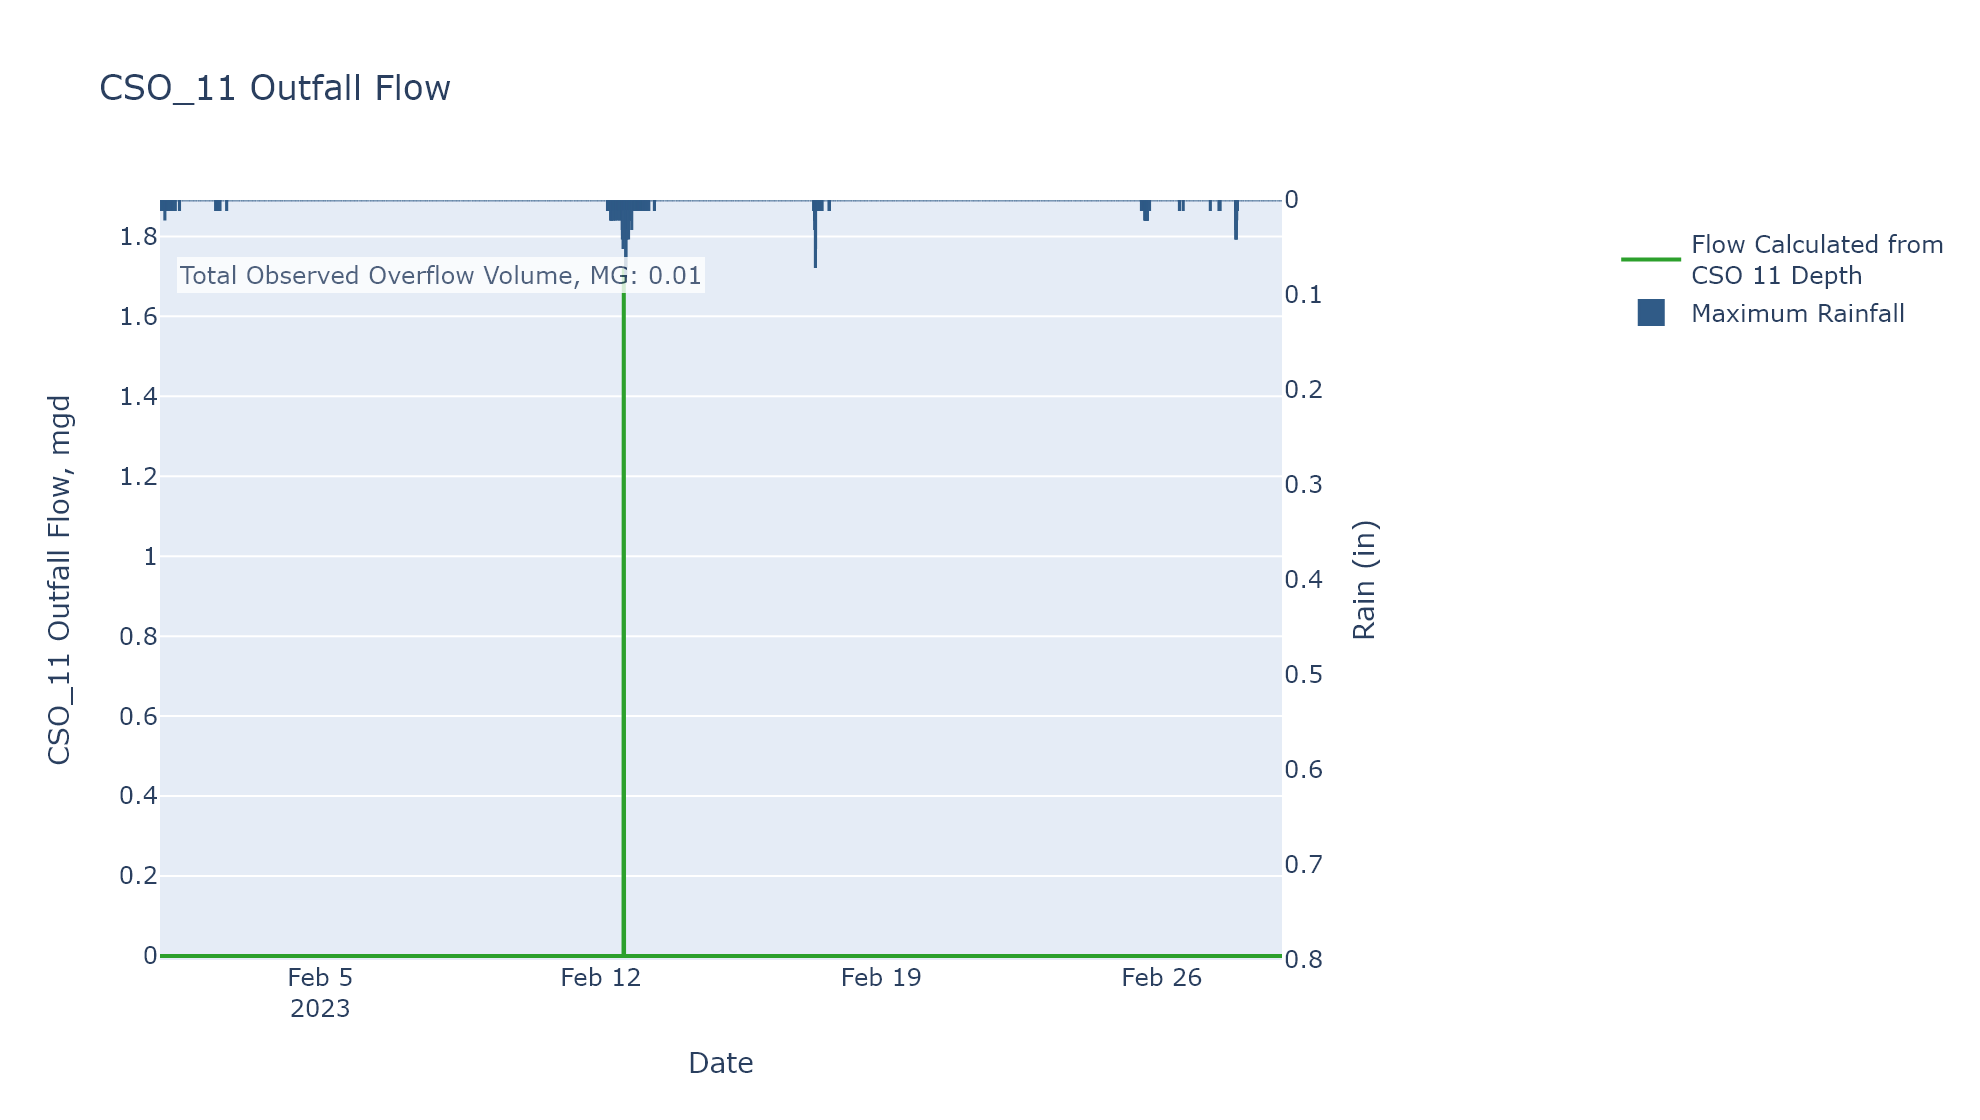 CSO_11 Outfall Flow
Total Observed Overflow Volume, MG: 0.01
CSO_11 Outfall Flow, mgd
1.8
1.6
1.4
1.2
1
0.8
0.6
0.4
0.2
0
0
0.1
0.2
0.3
0.4
0.5
0.6
0.7
0.8
Rain (in)
Feb 5
2023
Feb 12
Feb 19
Feb 26
Date
Flow Calculated from
CSO 11 Depth
Maximum Rainfall